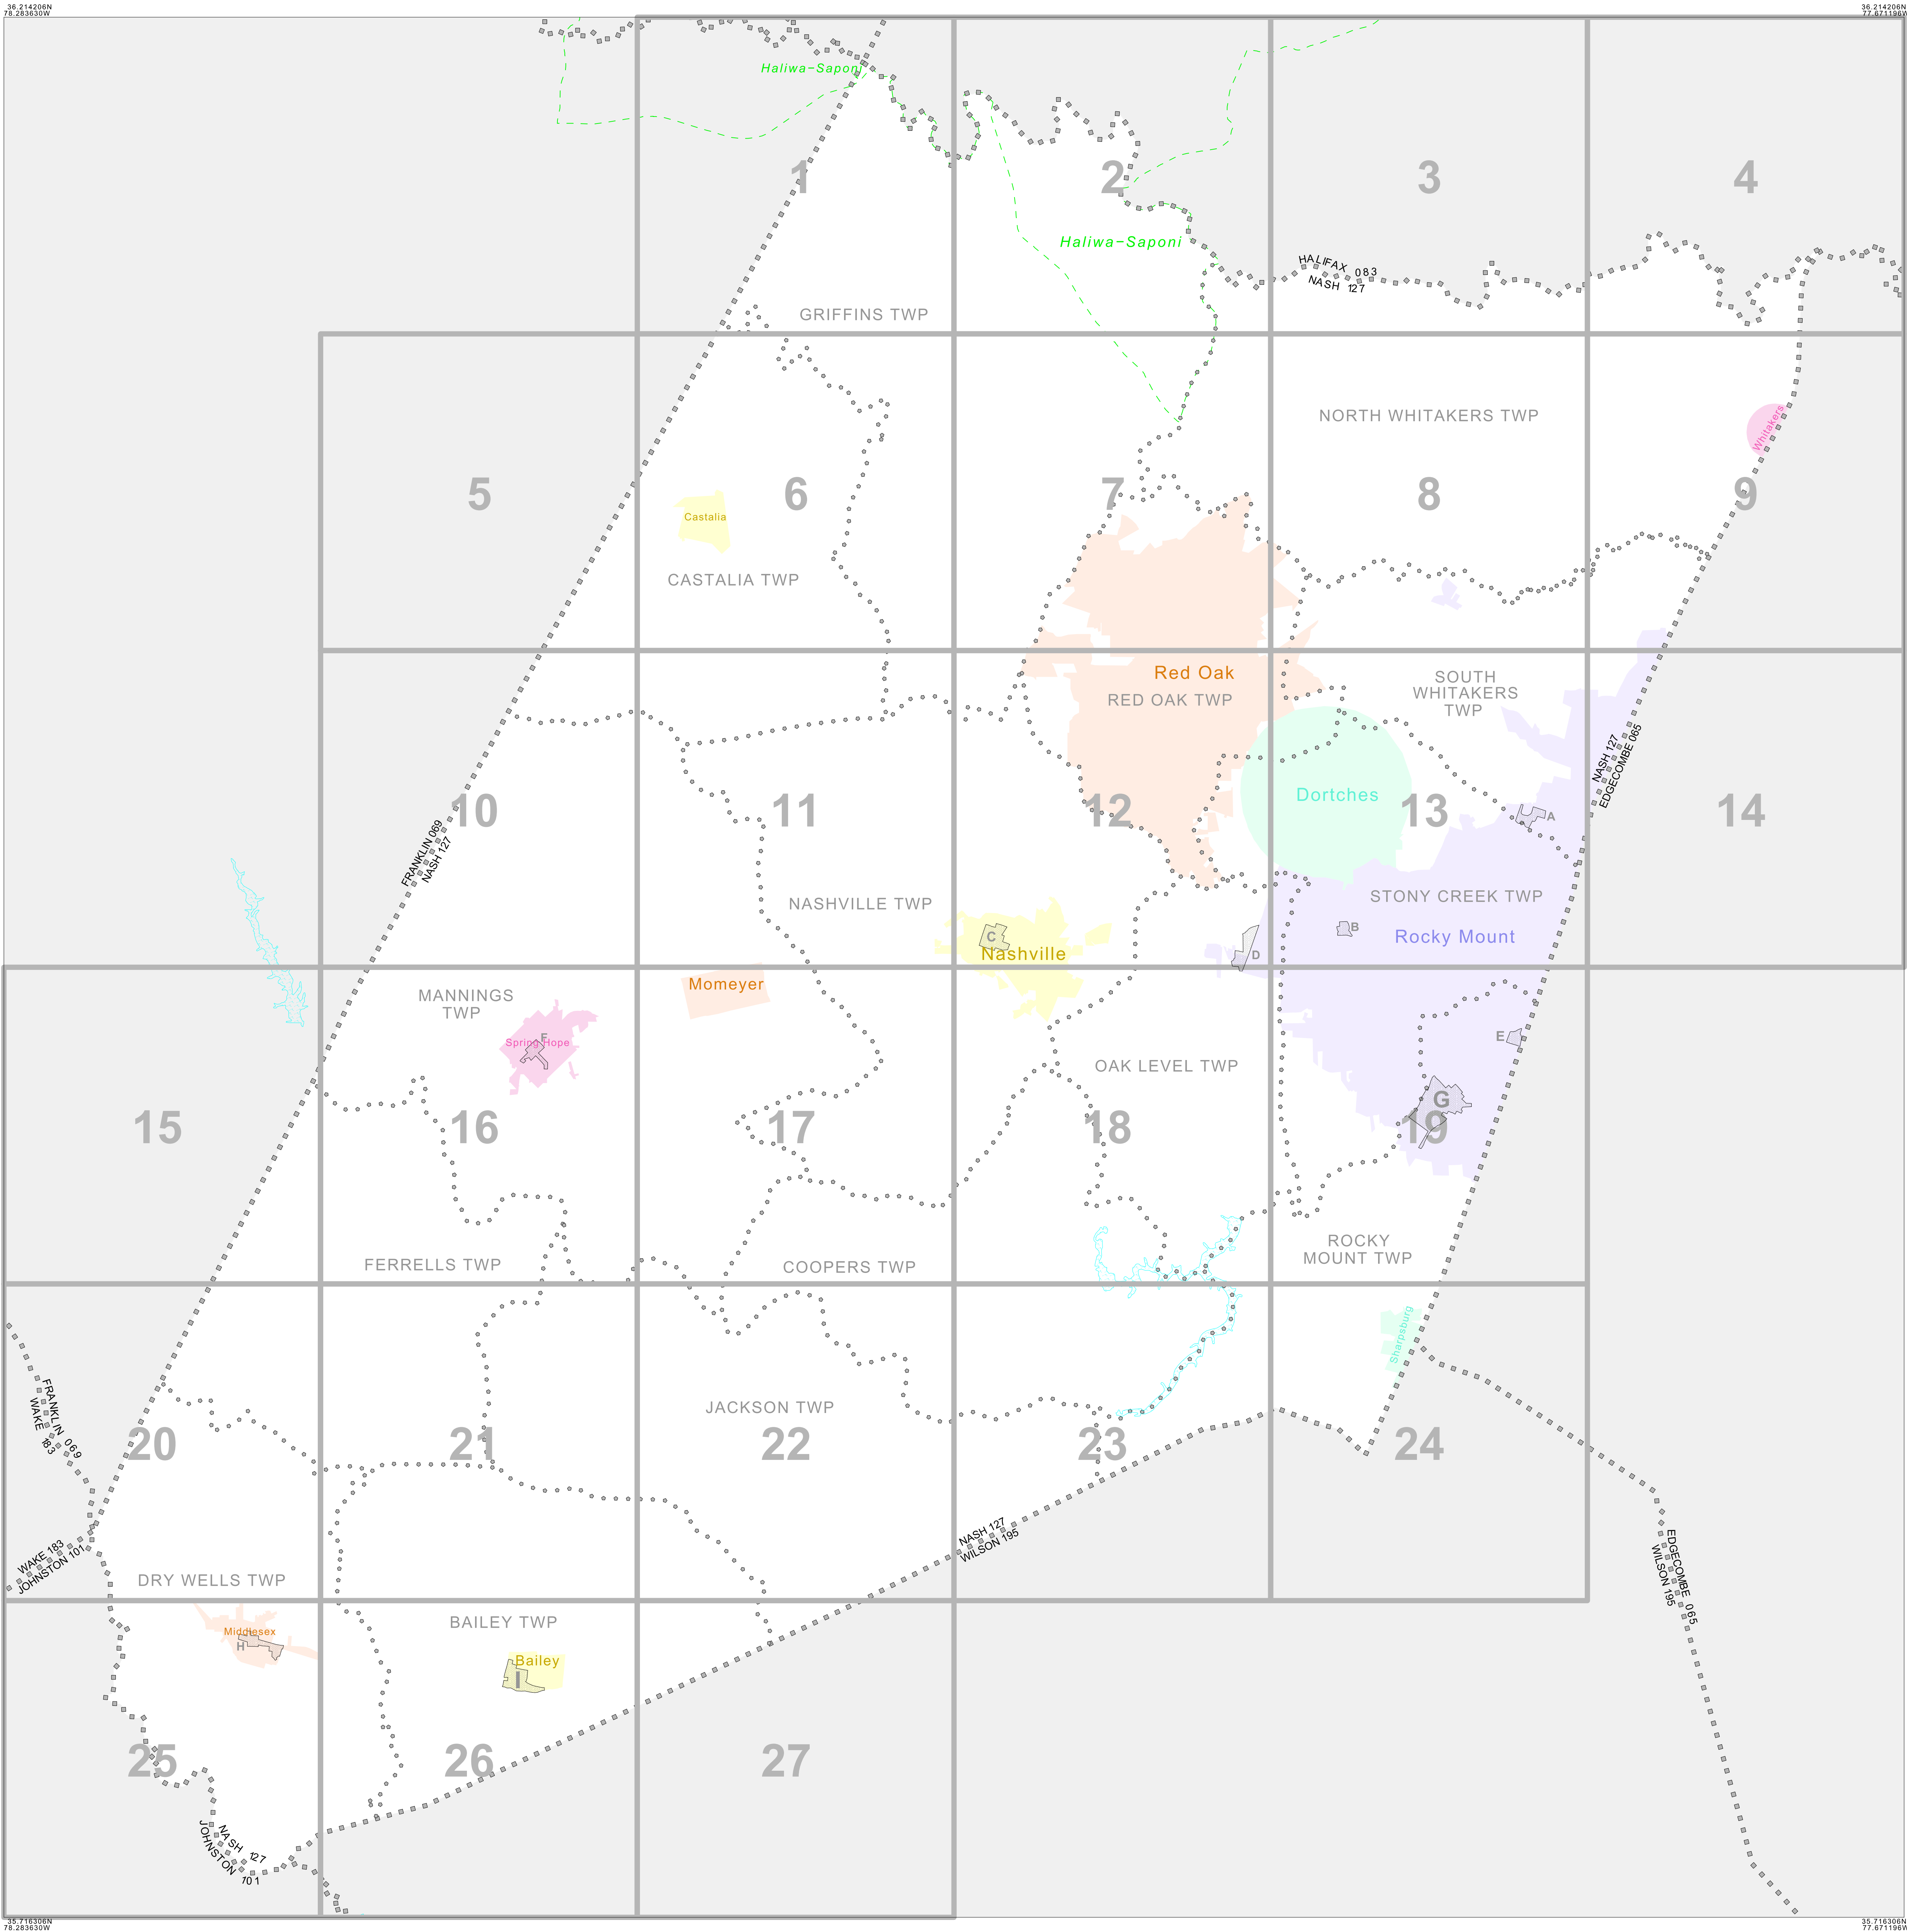 36.214206N
78.283630W
36.214206N
77.671196W
Haliwa-Saponi
1
2
3
4
Haliwa-Saponi
HALIFAX 083
NASH 127
GRIFFINS TWP
NORTH WHITAKERS TWP
Whitakers
5
6
7
8
9
Castalia
CASTALIA TWP
Red Oak
RED OAK TWP
SOUTH
WHITAKERS
TWP
NASH 127
EDGECOMBE 065
Dortches
10
11
12
13
14
A
FRANKLIN 069
NASH 127
STONY CREEK TWP
NASHVILLE TWP
B
C
Rocky Mount
Nashville
D
Momeyer
MANNINGS
TWP
F
Spring Hope
E
OAK LEVEL TWP
G
15
16
17
18
19
ROCKY
MOUNT TWP
FERRELLS TWP
COOPERS TWP
Sharpsburg
FRANKLIN 069
WAKE 183
JACKSON TWP
20
21
22
23
24
NASH 127
WILSON 195
WAKE 183
JOHNSTON 101
EDGECOMBE 065
WILSON 195
DRY WELLS TWP
BAILEY TWP
Middlesex
H
Bailey
I
25
26
27
NASH 127
JOHNSTON 101
35.716306N
78.283630W
35.716306N
77.671196W